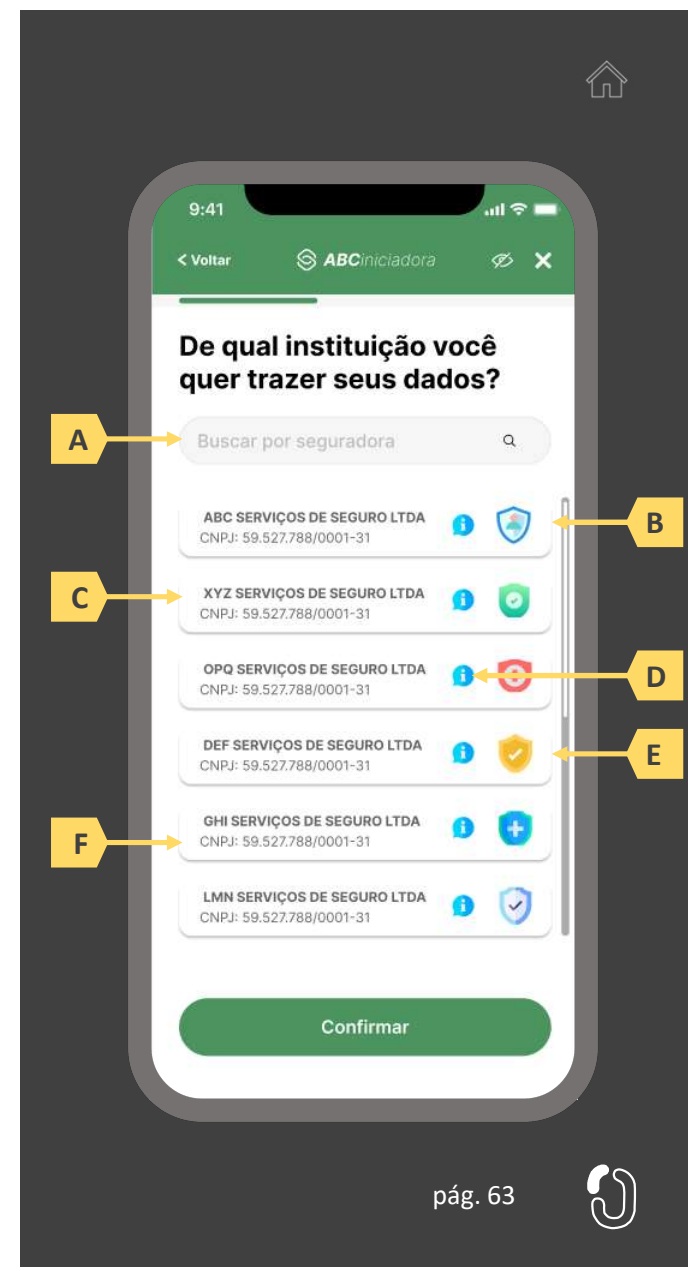 9:41
< Voltar
ABCiniciadora
De qual instituição você
quer trazer seus dados?
A
Buscar por seguradora
ABC SERVIÇOS DE SEGURO LTDA
CNPJ: 59.527.788/0001-31
B
C
XYZ SERVIÇOS DE SEGURO LTDA
CNPJ: 59.527.788/0001-31
OPQ SERVIÇOS DE SEGURO LTDA
CNPJ: 59.527.788/0001-31
D
DEF SERVIÇOS DE SEGURO LTDA
CNPJ: 59.527.788/0001-31
E
GHI SERVIÇOS DE SEGURO LTDA
CNPJ: 59.527.788/0001-31
F
LMN SERVIÇOS DE SEGURO LTDA
CNPJ: 59.527.788/0001-31
Confirmar
pág. 63